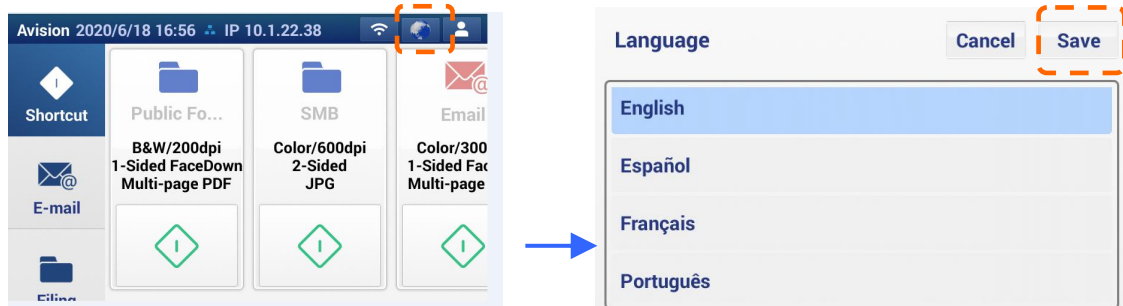 Avision 2020/6/18 16:56 IP 10.1.22.38
Shortcut
E-mail
Filing
Public Fo...
B&W/200dpi
1-Sided FaceDown
Multi-page PDF
SMB
Color/600dpi
2-Sided
JPG
Email
Color/300
1-Sided Fac
Multi-page
Language
Cancel
Save
English
Español
Français
Português